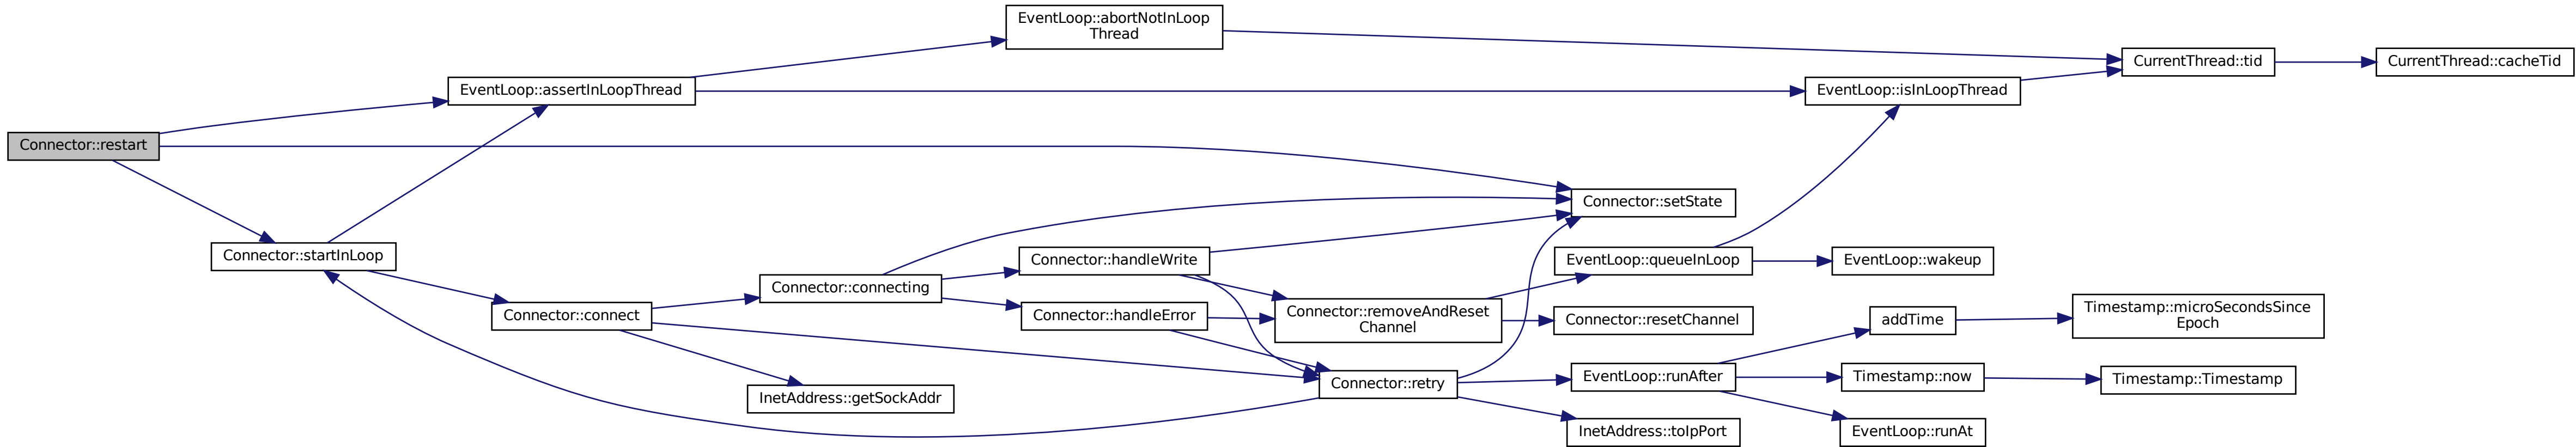 EventLoop::abortNotInLoop
Thread
CurrentThread::tid
CurrentThread::cacheTid
EventLoop::assertInLoopThread
EventLoop::isInLoopThread
Connector::restart
Connector::setState
Connector::startInLoop
Connector::handleWrite
EventLoop::queueInLoop
EventLoop::wakeup
Connector::connecting
Connector::connect
Connector::handleError
Connector::removeAndReset
Channel
Connector::resetChannel
addTime
Timestamp::microSecondsSince
Epoch
Connector::retry
EventLoop::runAfter
Timestamp::now
Timestamp::Timestamp
InetAddress::getSockAddr
InetAddress::toIpPort
EventLoop::runAt